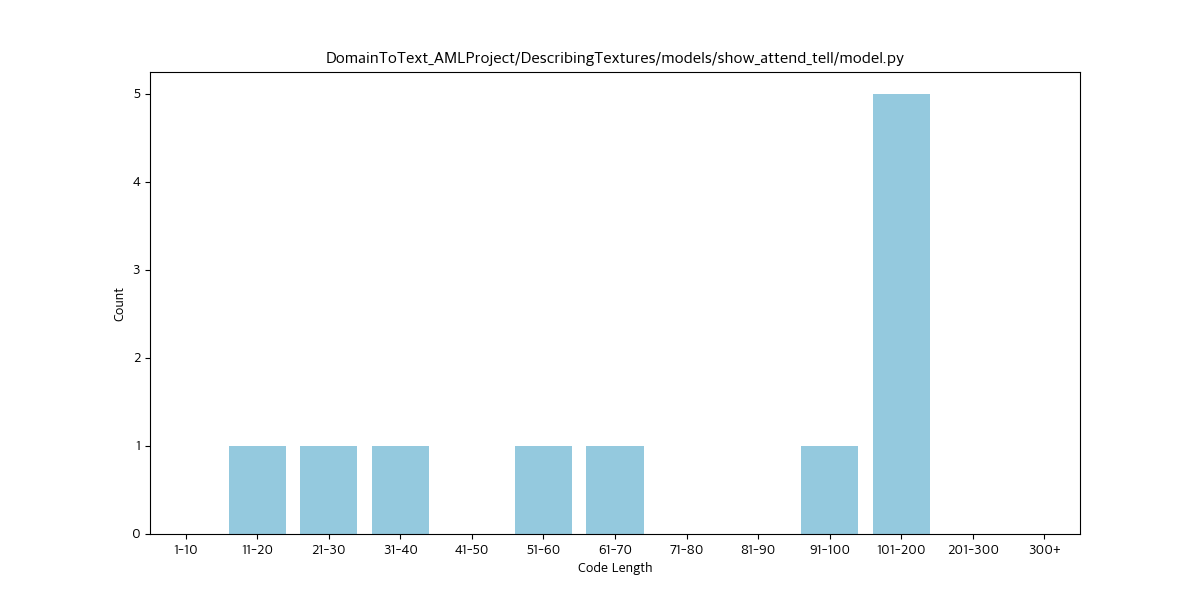 DomainToText_AMLProject/DescribingTextures/models/show_attend_tell/model.py
5
4
3
2
1
0
Count
1-10 11-20 21-30 31-40 41-50 51-60 61-70 71-80 81-90 91-100 101-200 201-300 300+
Code Length